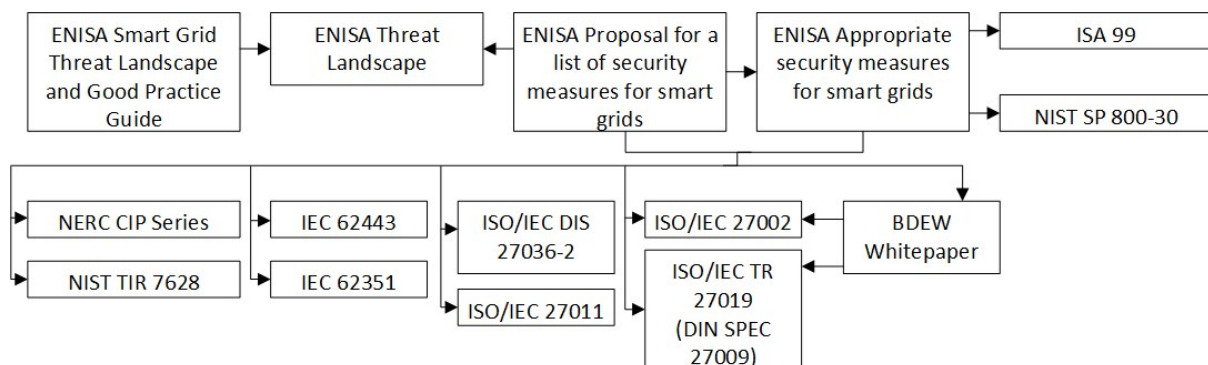 ENISA Smart Grid
Threat Landscape
and Good Practice
Guide
ENISA Threat
Landscape
ENISA Proposal for a
list of security
measures for smart
grids
ENISA Appropriate
security measures
for smart grids
ISA 99
NIST SP 800-30
NERC CIP Series
NIST TIR 7628
IEC 62443
IEC 62351
ISO/IEC DIS
27036-2
ISO/IEC 27011
ISO/IEC 27002
ISO/IEC TR
27019
(DIN SPEC
27009)
BDEW
Whitepaper